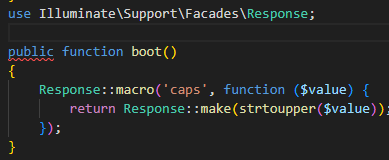 use Illuminate\Support\Facades\Response;
public function boot()
{
Response::macro('caps', function ($value) {
return Response::make(strtoupper($value));
});
}